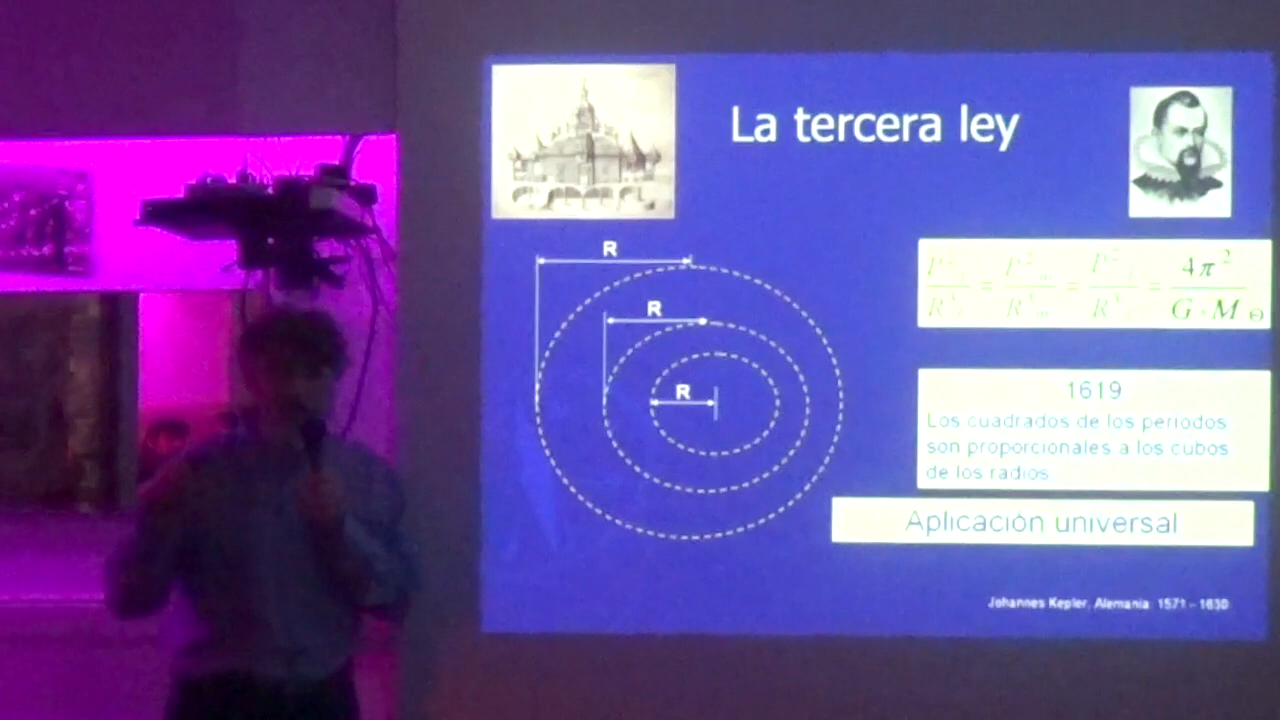 La tercera ley
R
R
R
4π²
G·M
1619
Los cuadrados de los periodos
son proporcionales a los cubos
de los radios
Aplicación universal
Johannes Kepler, Alemania 1571 - 1630